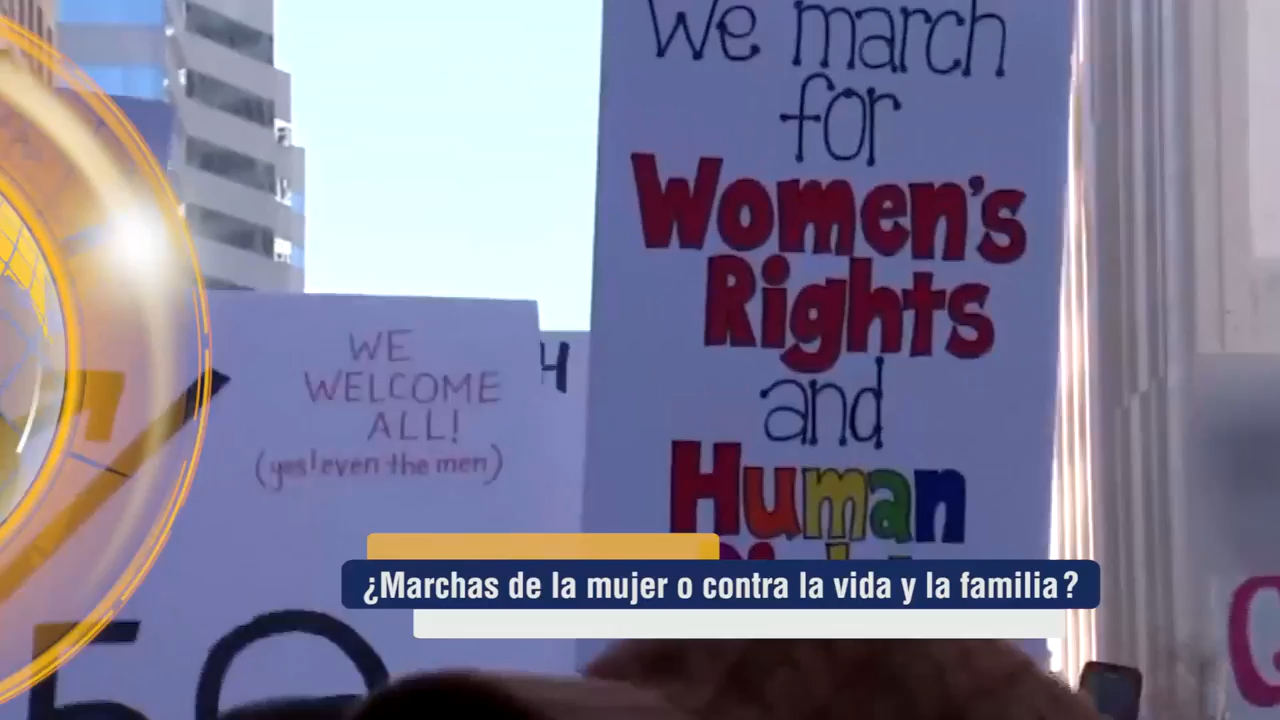 We march
for
Women's
Rights
and
Human
WE
WELCOME
ALL!
(yes! even the men)
¿Marchas de la mujer o contra la vida y la familia?